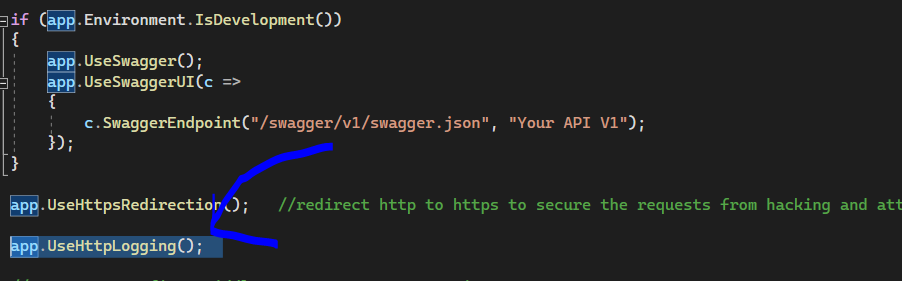 if (app.Environment.IsDevelopment())
{
app.UseSwagger();
app.UseSwaggerUI(c =>
{
c.SwaggerEndpoint("/swagger/v1/swagger.json", "Your API V1");
});
}
app.UseHttpsRedirection(); //redirect http to https to secure the requests from hacking and att
app.UseHttpLogging();